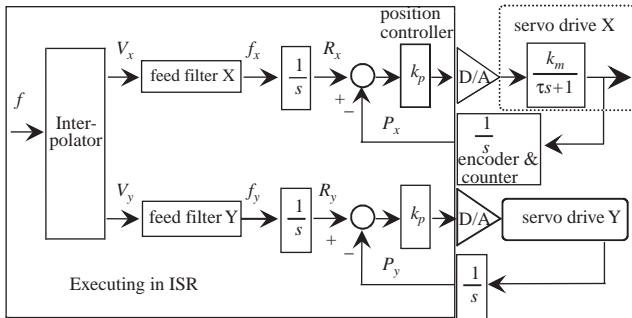 position
controller
servo drive X
V_x
f_x
R_x
feed filter X
1/s
k_p
D/A
k_m/(τs+1)
f
Inter-
polator
+
−
P_x
1/s
encoder &
counter
V_y
f_y
R_y
feed filter Y
1/s
k_p
D/A
servo drive Y
+
−
P_y
1/s
Executing in ISR